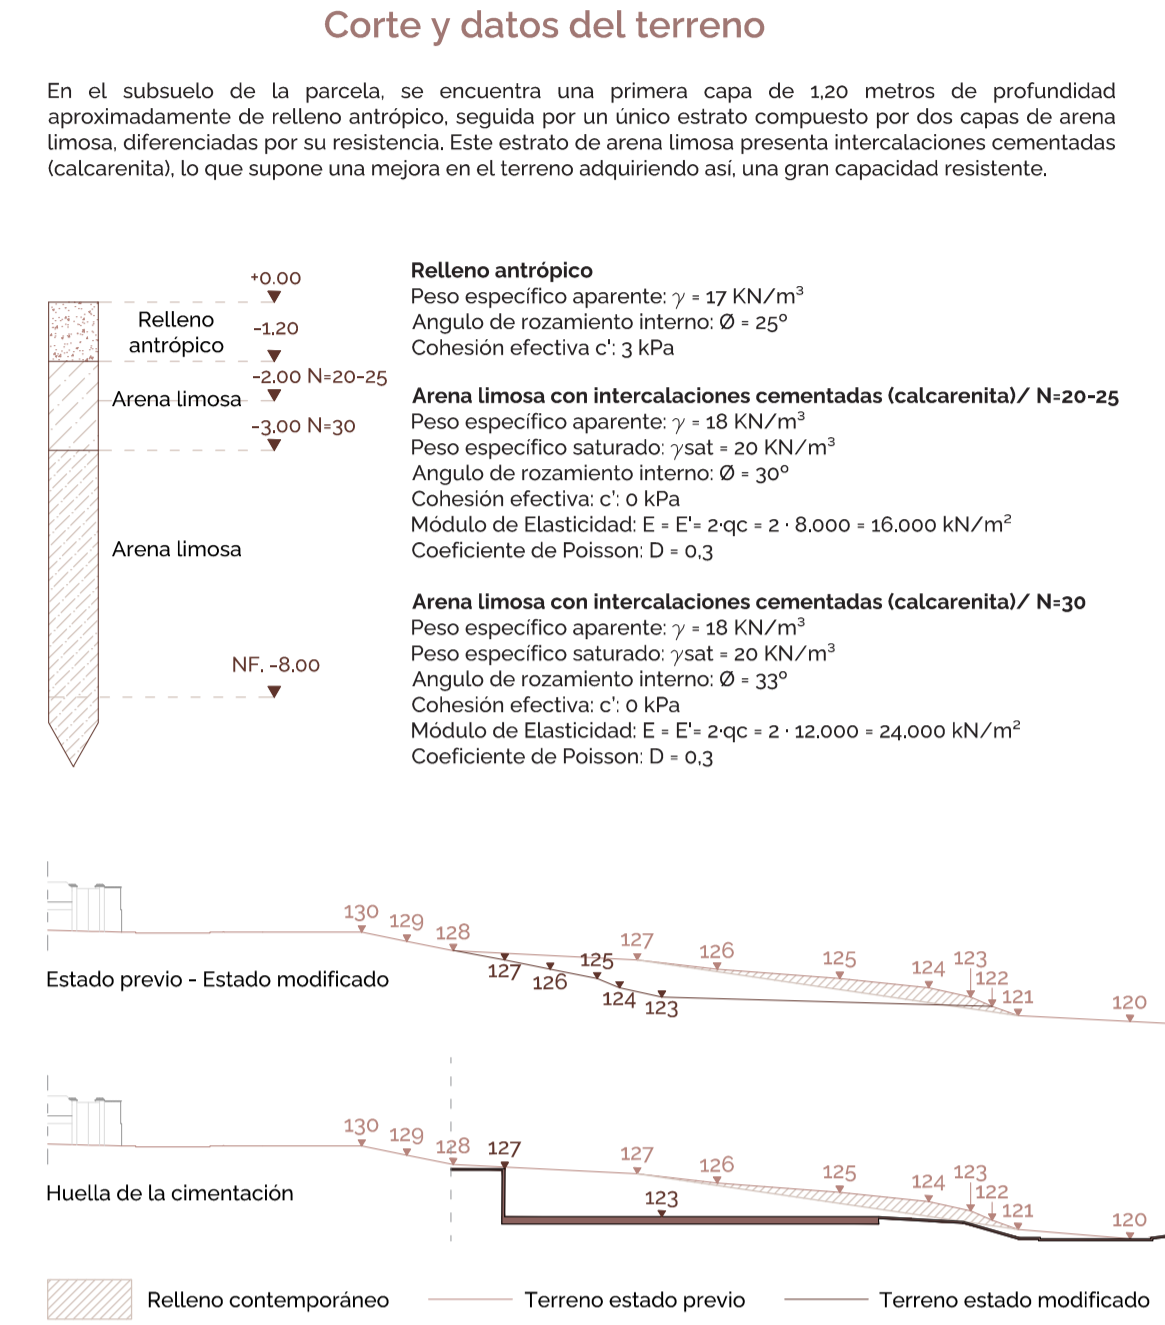 Corte y datos del terreno
En el subsuelo de la parcela, se encuentra una primera capa de 1,20 metros de profundidad
aproximadamente de relleno antrópico, seguida por un único estrato compuesto por dos capas de arena
limosa, diferenciadas por su resistencia. Este estrato de arena limosa presenta intercalaciones cementadas
(calcarenita), lo que supone una mejora en el terreno adquiriendo así, una gran capacidad resistente.
+0.00
Relleno
antrópico
-1.20
-2.00 N=20-25
Arena limosa
-3.00 N=30
Arena limosa
NF. -8.00
Relleno antrópico
Peso específico aparente: γ = 17 KN/m³
Angulo de rozamiento interno: Ø = 25º
Cohesión efectiva c': 3 kPa
Arena limosa con intercalaciones cementadas (calcarenita)/ N=20-25
Peso específico aparente: γ = 18 KN/m³
Peso específico saturado: γsat = 20 KN/m³
Angulo de rozamiento interno: Ø = 30º
Cohesión efectiva: c': 0 kPa
Módulo de Elasticidad: E = E'= 2·qc = 2 · 8.000 = 16.000 kN/m²
Coeficiente de Poisson: D = 0,3
Arena limosa con intercalaciones cementadas (calcarenita)/ N=30
Peso específico aparente: γ = 18 KN/m³
Peso específico saturado: γsat = 20 KN/m³
Angulo de rozamiento interno: Ø = 33º
Cohesión efectiva: c': 0 kPa
Módulo de Elasticidad: E = E'= 2·qc = 2 · 12.000 = 24.000 kN/m²
Coeficiente de Poisson: D = 0,3
130 129 128 127 126 125 124 123 122 121 120
127 126 125 124 123
Estado previo - Estado modificado
130 129 128 127 127 126 125 124 123 122 121 120
123
Huella de la cimentación
Relleno contemporáneo
Terreno estado previo
Terreno estado modificado